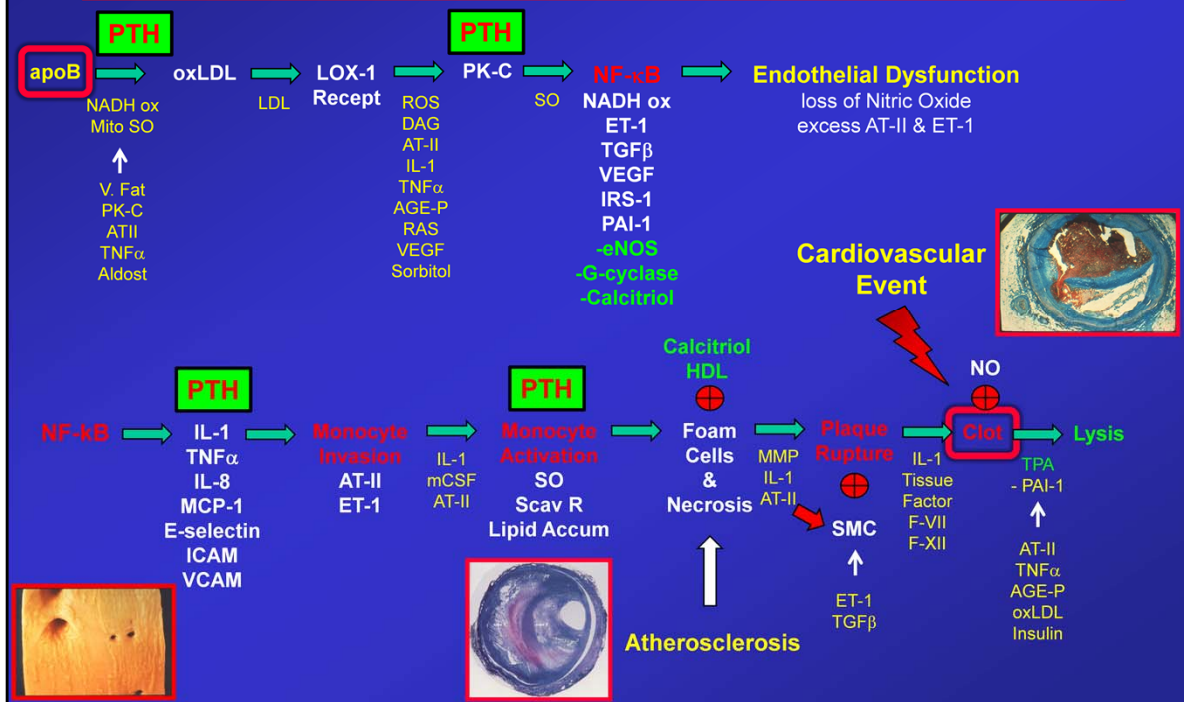 PTH
PTH
apoB
oxLDL
LOX-1
Recept
PK-C
NF-κB
Endothelial Dysfunction
loss of Nitric Oxide
excess AT-II & ET-1
NADH ox
Mito SO
V. Fat
PK-C
ATII
TNFα
Aldost
LDL
ROS
DAG
AT-II
IL-1
TNFα
AGE-P
RAS
VEGF
Sorbitol
SO
NADH ox
ET-1
TGFβ
VEGF
IRS-1
PAI-1
-eNOS
-G-cyclase
-Calcitriol
Cardiovascular
Event
PTH
PTH
Calcitriol
HDL
NO
NF-kB
IL-1
TNFα
IL-8
MCP-1
E-selectin
ICAM
VCAM
Monocyte
Invasion
AT-II
ET-1
IL-1
mCSF
AT-II
Monocyte
Activation
SO
Scav R
Lipid Accum
Foam
Cells
&
Necrosis
MMP
IL-1
AT-II
Plaque
Rupture
SMC
ET-1
TGFβ
IL-1
Tissue
Factor
F-VII
F-XII
Clot
Lysis
TPA
- PAI-1
AT-II
TNFα
AGE-P
oxLDL
Insulin
Atherosclerosis